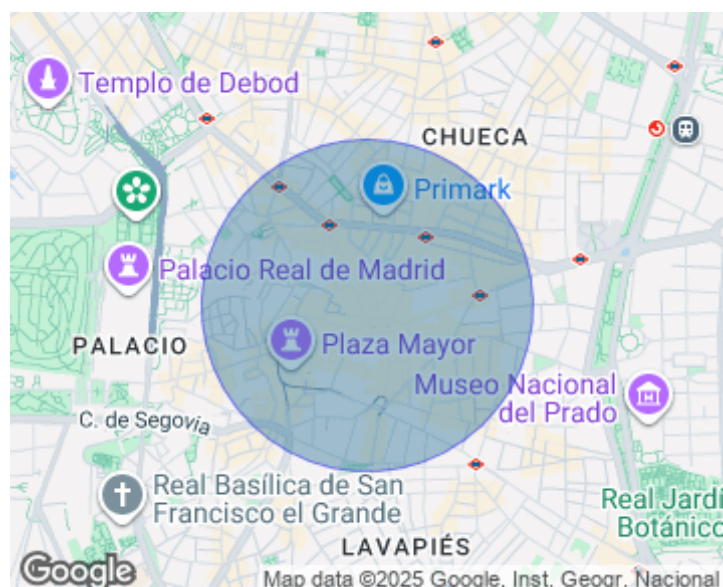 Templo de Debod
CHUECA
Primark
Palacio Real de Madrid
PALACIO
Plaza Mayor
Museo Nacional
del Prado
C. de Segovia
Real Basílica de San
Francisco el Grande
Real Jardí
Botánico
LAVAPIÉS
Google
Map data ©2025 Google, Inst. Geogr. Nacional